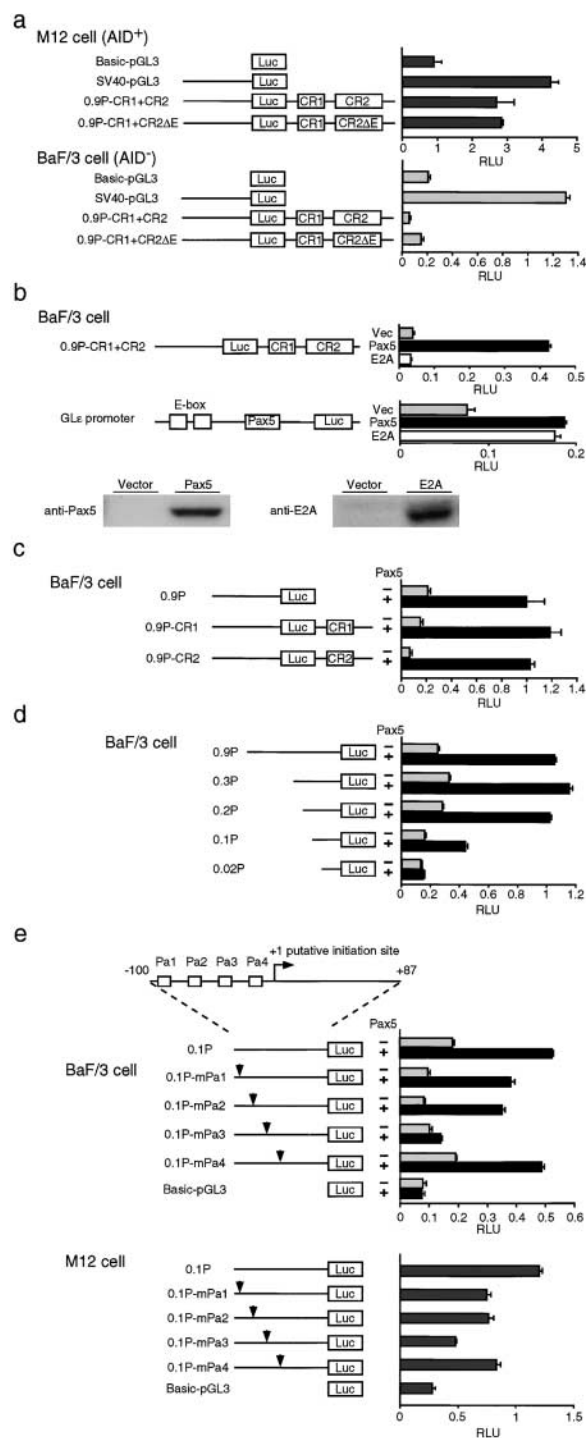 a
M12 cell (AID+)
Basic-pGL3 Luc
SV40-pGL3 Luc
0.9P-CR1+CR2 Luc CR1 CR2
0.9P-CR1+CR2ΔE Luc CR1 CR2ΔE
0 1 2 3 4 5
RLU
BaF/3 cell (AID-)
Basic-pGL3 Luc
SV40-pGL3 Luc
0.9P-CR1+CR2 Luc CR1 CR2
0.9P-CR1+CR2ΔE Luc CR1 CR2ΔE
0 0.2 0.4 0.6 0.8 1 1.2 1.4
RLU
b
BaF/3 cell
0.9P-CR1+CR2 Luc CR1 CR2
Vec
Pax5
E2A
0 0.1 0.2 0.3 0.4 0.5
RLU
E-box
GLε promoter Pax5 Luc
Vec
Pax5
E2A
0 0.1 0.2
RLU
Vector Pax5 Vector E2A
anti-Pax5 anti-E2A
c
BaF/3 cell Pax5
0.9P Luc − +
0.9P-CR1 Luc CR1 − +
0.9P-CR2 Luc CR2 − +
0 0.2 0.4 0.6 0.8 1 1.2 1.4
RLU
d
BaF/3 cell Pax5
0.9P Luc − +
0.3P Luc − +
0.2P Luc − +
0.1P Luc − +
0.02P Luc − +
0 0.2 0.4 0.6 0.8 1 1.2
RLU
e
+1 putative initiation site
Pa1 Pa2 Pa3 Pa4
-100 +87
Pax5
BaF/3 cell
0.1P Luc − +
0.1P-mPa1 Luc − +
0.1P-mPa2 Luc − +
0.1P-mPa3 Luc − +
0.1P-mPa4 Luc − +
Basic-pGL3 Luc − +
0 0.1 0.2 0.3 0.4 0.5 0.6
RLU
M12 cell
0.1P Luc
0.1P-mPa1 Luc
0.1P-mPa2 Luc
0.1P-mPa3 Luc
0.1P-mPa4 Luc
Basic-pGL3 Luc
0 0.5 1 1.5
RLU